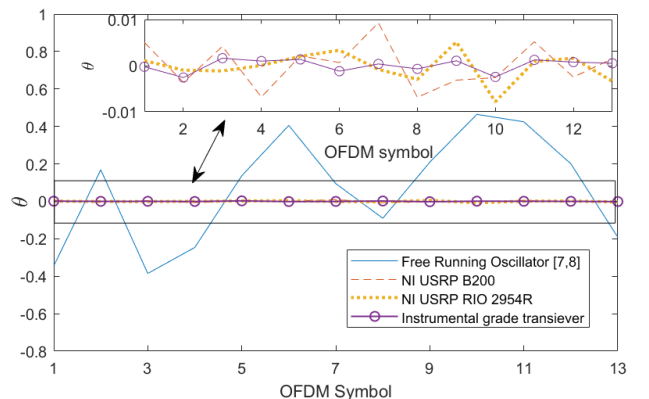 1
0.8
0.6
0.4
0.2
0
-0.2
-0.4
-0.6
-0.8
θ
1 3 5 7 9 11 13
OFDM Symbol
0.01
0
-0.01
θ
2 4 6 8 10 12
OFDM symbol
Free Running Oscillator [7,8]
NI USRP B200
NI USRP RIO 2954R
Instrumental grade transiever